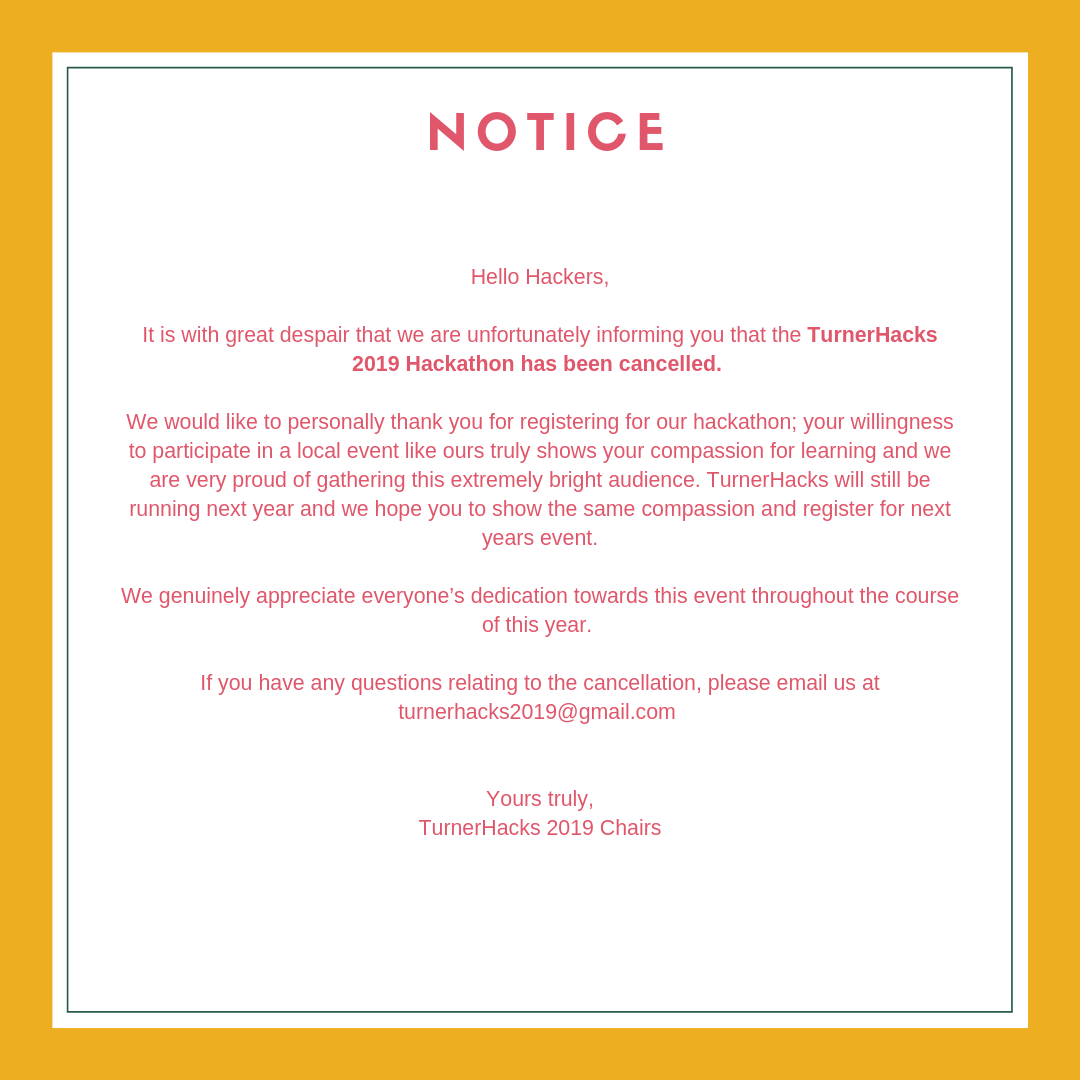 NOTICE
Hello Hackers,
It is with great despair that we are unfortunately informing you that the TurnerHacks
2019 Hackathon has been cancelled.
We would like to personally thank you for registering for our hackathon; your willingness
to participate in a local event like ours truly shows your compassion for learning and we
are very proud of gathering this extremely bright audience. TurnerHacks will still be
running next year and we hope you to show the same compassion and register for next
years event.
We genuinely appreciate everyone’s dedication towards this event throughout the course
of this year.
If you have any questions relating to the cancellation, please email us at
turnerhacks2019@gmail.com
Yours truly,
TurnerHacks 2019 Chairs